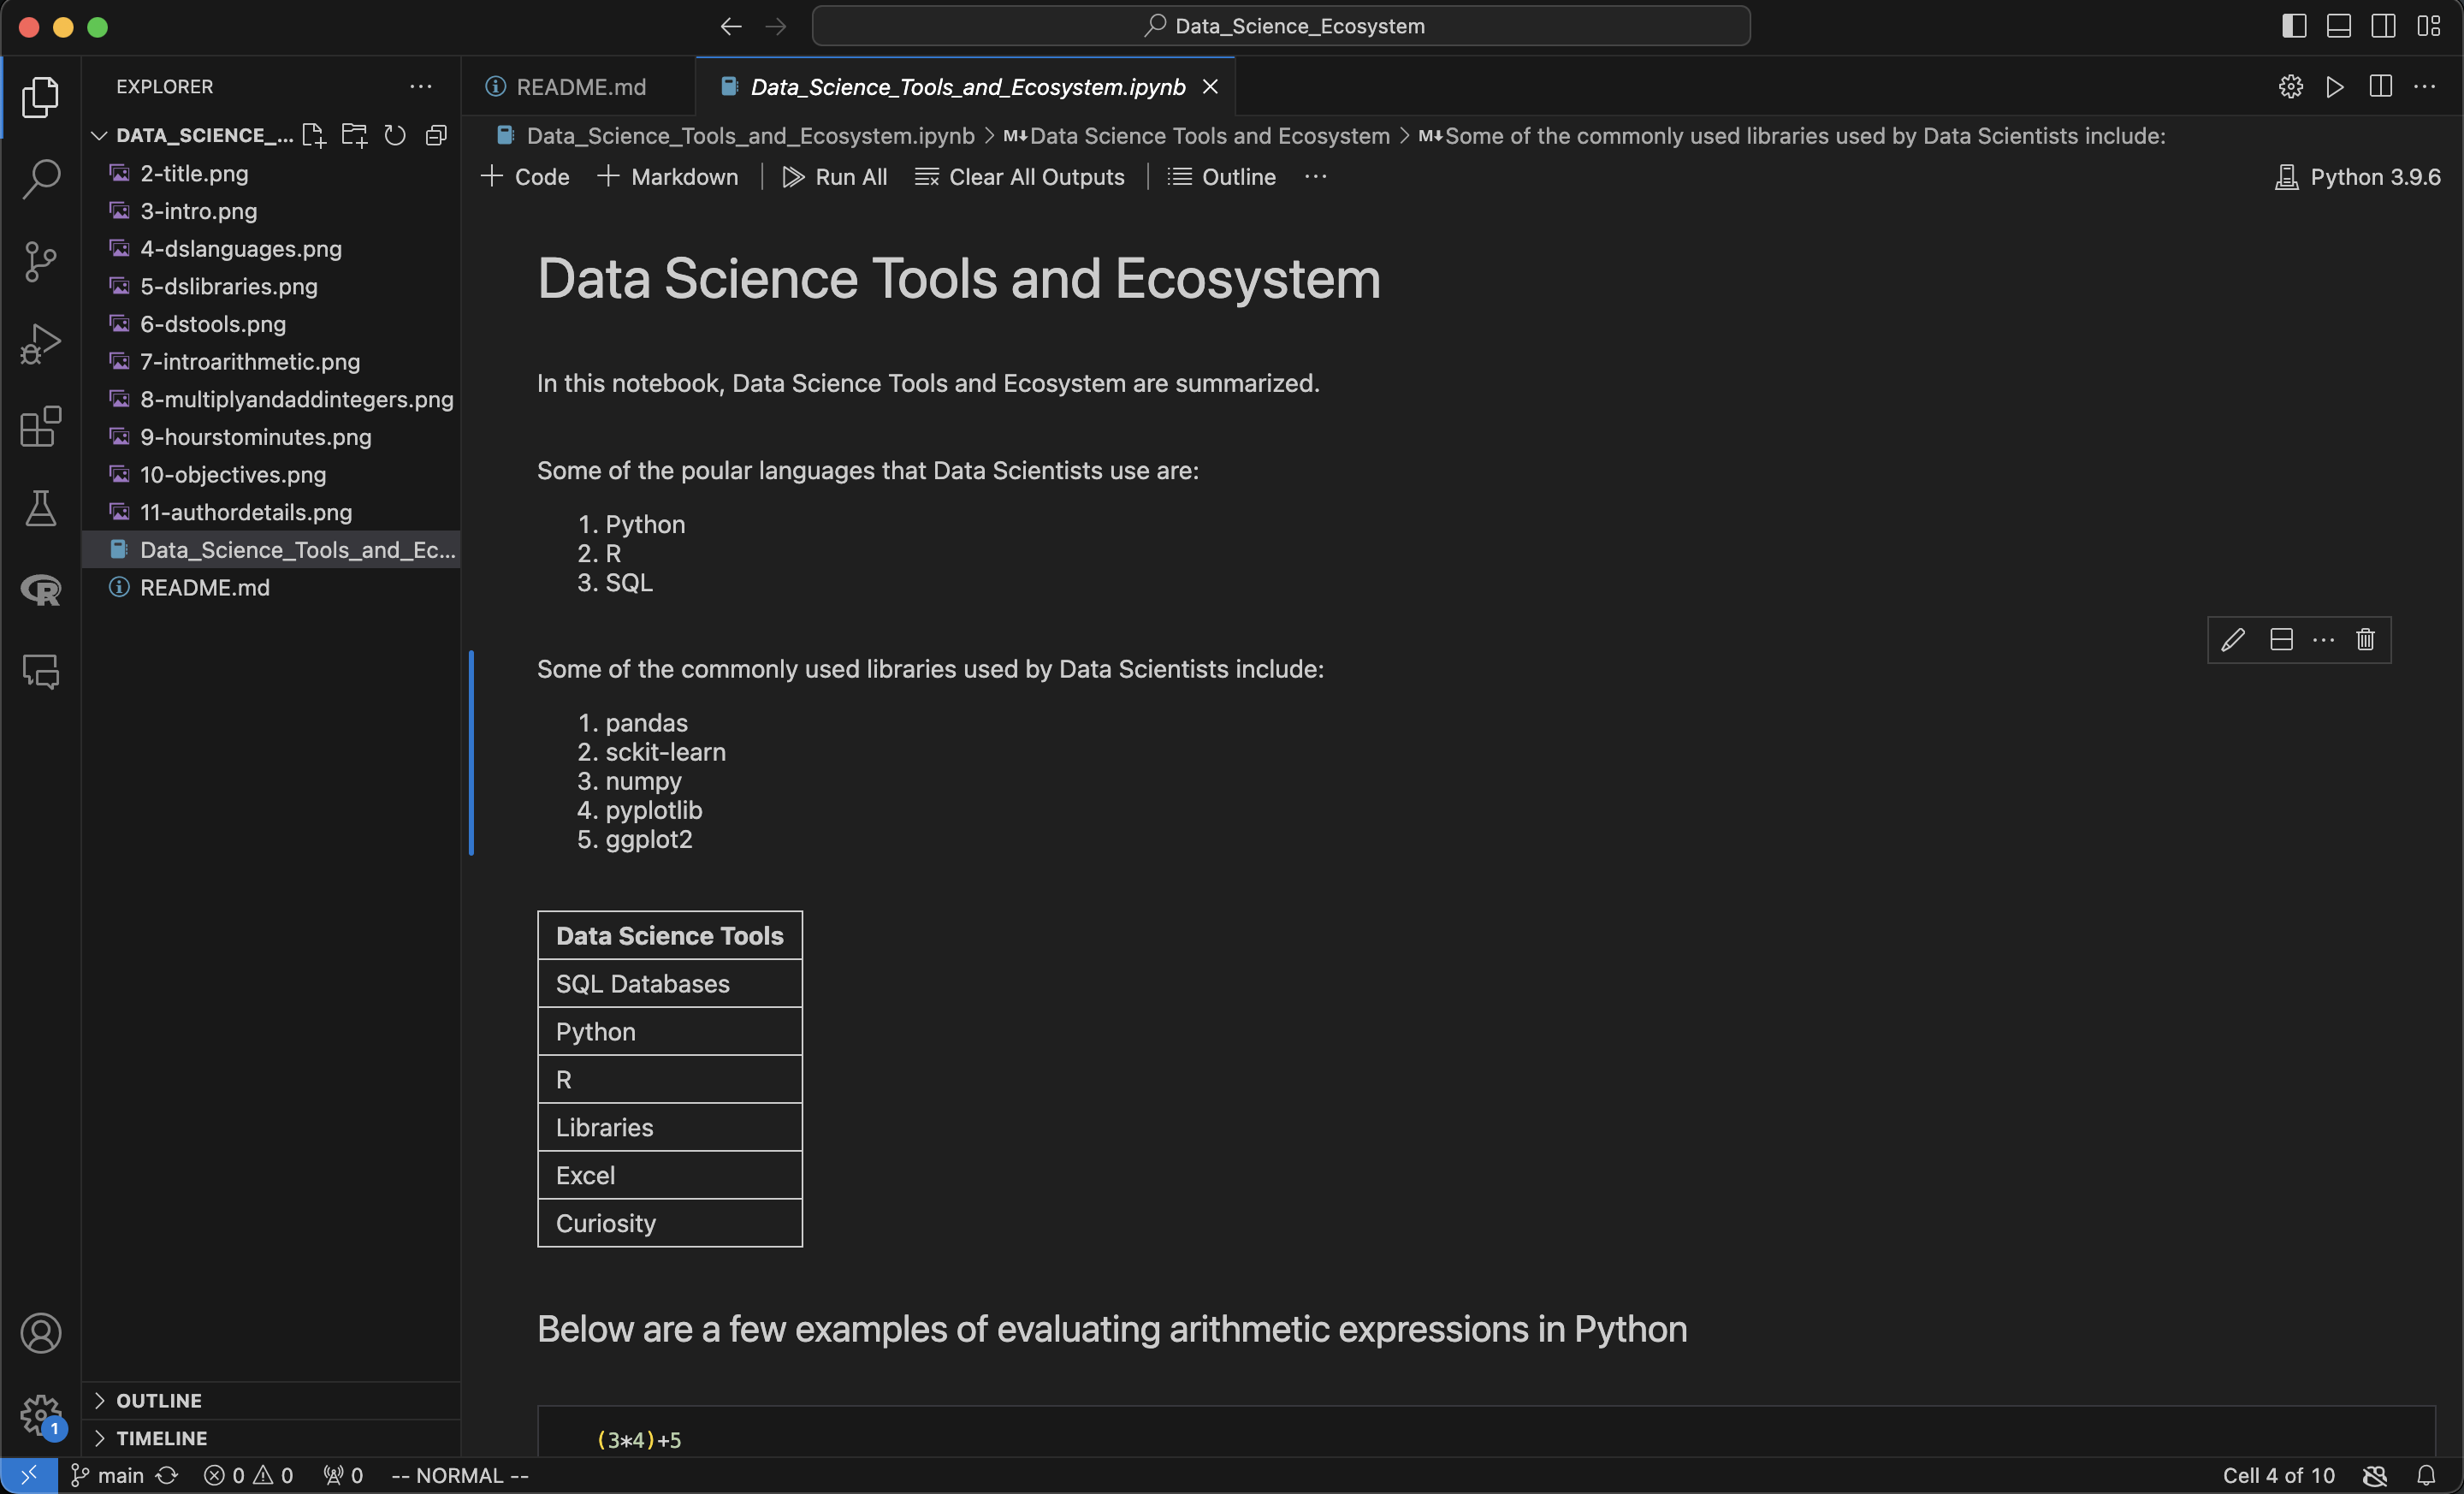 Data_Science_Ecosystem
EXPLORER
DATA_SCIENCE_...
2-title.png
3-intro.png
4-dslanguages.png
5-dslibraries.png
6-dstools.png
7-introarithmetic.png
8-multiplyandaddintegers.png
9-hourstominutes.png
10-objectives.png
11-authordetails.png
Data_Science_Tools_and_Ec...
README.md
OUTLINE
TIMELINE
README.md
Data_Science_Tools_and_Ecosystem.ipynb
Data_Science_Tools_and_Ecosystem.ipynb > M↓Data Science Tools and Ecosystem > M↓Some of the commonly used libraries used by Data Scientists include:
+ Code + Markdown | Run All Clear All Outputs | Outline ...
Python 3.9.6
Data Science Tools and Ecosystem
In this notebook, Data Science Tools and Ecosystem are summarized.
Some of the poular languages that Data Scientists use are:
1. Python
2. R
3. SQL
Some of the commonly used libraries used by Data Scientists include:
1. pandas
2. sckit-learn
3. numpy
4. pyplotlib
5. ggplot2
Data Science Tools
SQL Databases
Python
R
Libraries
Excel
Curiosity
Below are a few examples of evaluating arithmetic expressions in Python
(3*4)+5
1
main 0 0 0 -- NORMAL --
Cell 4 of 10